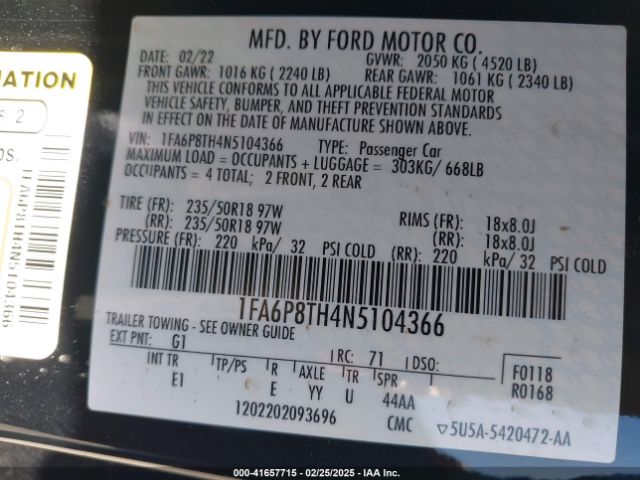 MFD. BY FORD MOTOR CO.
DATE: 02/22 GVWR: 2050 KG ( 4520 LB)
FRONT GAWR: 1016 KG ( 2240 LB) REAR GAWR: 1061 KG ( 2340 LB)
THIS VEHICLE CONFORMS TO ALL APPLICABLE FEDERAL MOTOR
VEHICLE SAFETY, BUMPER, AND THEFT PREVENTION STANDARDS
IN EFFECT ON THE DATE OF MANUFACTURE SHOWN ABOVE.
VIN: 1FA6P8TH4N5104366 TYPE: Passenger Car
MAXIMUM LOAD = OCCUPANTS + LUGGAGE = 303KG/ 668LB
OCCUPANTS = 4 TOTAL; 2 FRONT, 2 REAR
TIRE (FR): 235/50R18 97W RIMS (FR): 18x8.0J
(RR): 235/50R18 97W (RR): 18x8.0J
PRESSURE (FR): 220 kPa/ 32 PSI COLD (RR): 220 kPa/ 32 PSI COLD
1FA6P8TH4N5104366
TRAILER TOWING - SEE OWNER GUIDE
EXT PNT: G1 RC: 71 DSO: F0118
INT TR TP/PS R AXLE TR SPR R0168
E1 E YY U 44AA
1202202093696 CMC 5U5A-5420472-AA
NATION
2
OS.
1FA6P8TH4N5104366
000-41657715 - 02/25/2025 - IAA Inc.